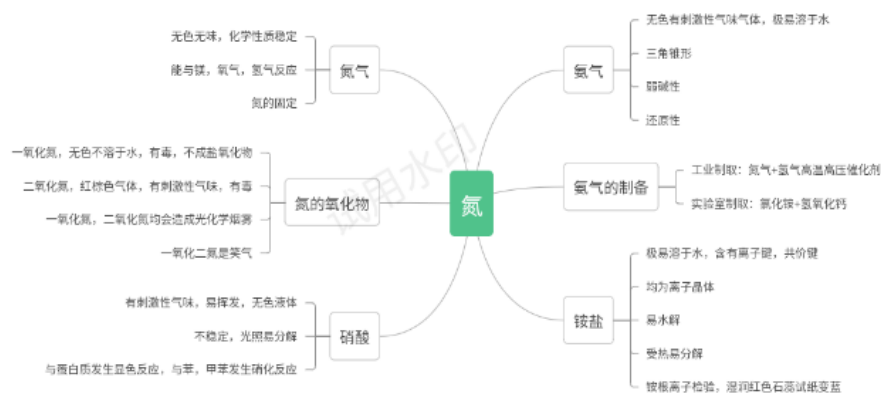 氮
氮气
无色无味，化学性质稳定
能与镁，氧气，氢气反应
氮的固定
氮的氧化物
一氧化氮，无色不溶于水，有毒，不成盐氧化物
二氧化氮，红棕色气体，有刺激性气味，有毒
一氧化氮，二氧化氮均会造成光化学烟雾
一氧化二氮是笑气
硝酸
有刺激性气味，易挥发，无色液体
不稳定，光照易分解
与蛋白质发生显色反应，与苯，甲苯发生硝化反应
氨气
无色有刺激性气味气体，极易溶于水
三角锥形
弱碱性
还原性
氨气的制备
工业制取：氮气+氢气高温高压催化剂
实验室制取：氯化铵+氢氧化钙
铵盐
极易溶于水，含有离子键，共价键
均为离子晶体
易水解
受热易分解
铵根离子检验，湿润红色石蕊试纸变蓝
试用水印